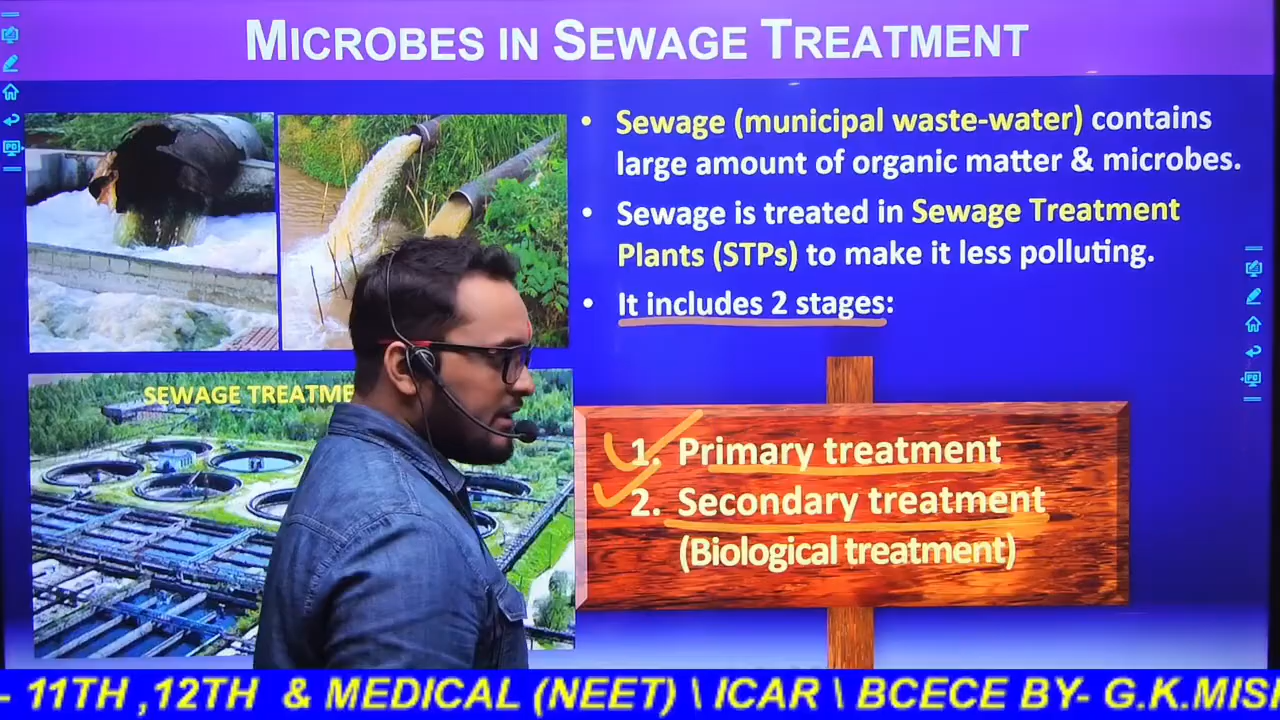 MICROBES IN SEWAGE TREATMENT
• Sewage (municipal waste-water) contains
large amount of organic matter & microbes.
• Sewage is treated in Sewage Treatment
Plants (STPs) to make it less polluting.
• It includes 2 stages:
SEWAGE
1. Primary treatment
2. Secondary treatment
(Biological treatment)
- 11TH ,12TH & MEDICAL (NEET) \ ICAR \ BCECE BY- G.K.MIS